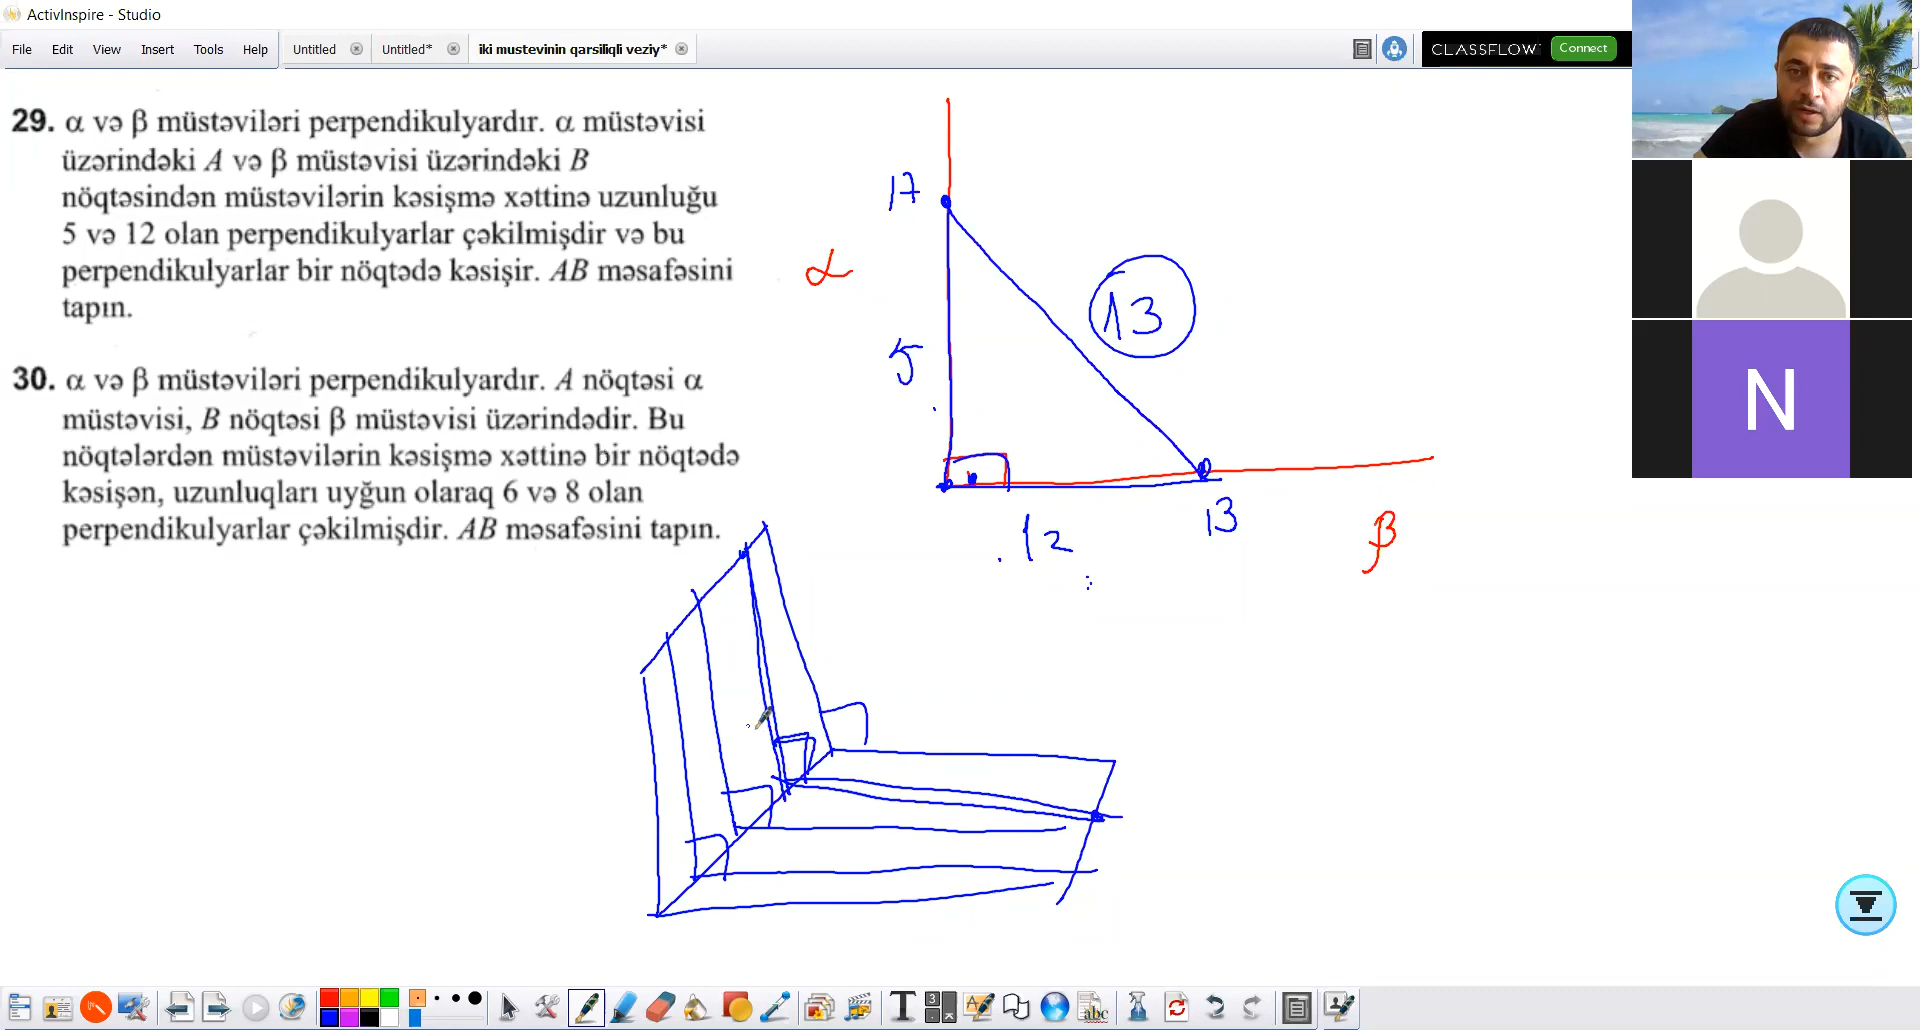 ActivInspire - Studio
File Edit View Insert Tools Help
Untitled
Untitled*
iki mustevinin qarsiliqli veziy*
CLASSFLOW
Connect
29. α və β müstəviləri perpendikulyardır. α müstəvisi
üzərindəki A və β müstəvisi üzərindəki B
nöqtəsindən müstəvilərin kəsişmə xəttinə uzunluğu
5 və 12 olan perpendikulyarlar çəkilmişdir və bu
perpendikulyarlar bir nöqtədə kəsişir. AB məsafəsini
tapın.
30. α və β müstəviləri perpendikulyardır. A nöqtəsi α
müstəvisi, B nöqtəsi β müstəvisi üzərindədir. Bu
nöqtələrdən müstəvilərin kəsişmə xəttinə bir nöqtədə
kəsişən, uzunluqları uyğun olaraq 6 və 8 olan
perpendikulyarlar çəkilmişdir. AB məsafəsini tapın.
17
α
13
5
12
13
β
N
T
abc